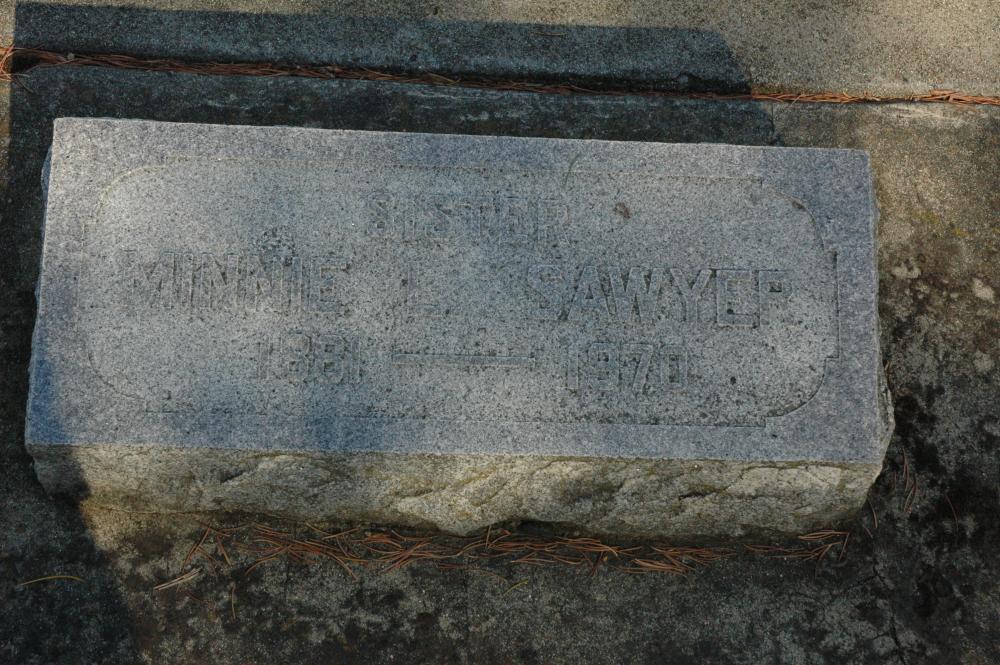 SISTER
MINNIE L. SAWYER
1881 — 1970